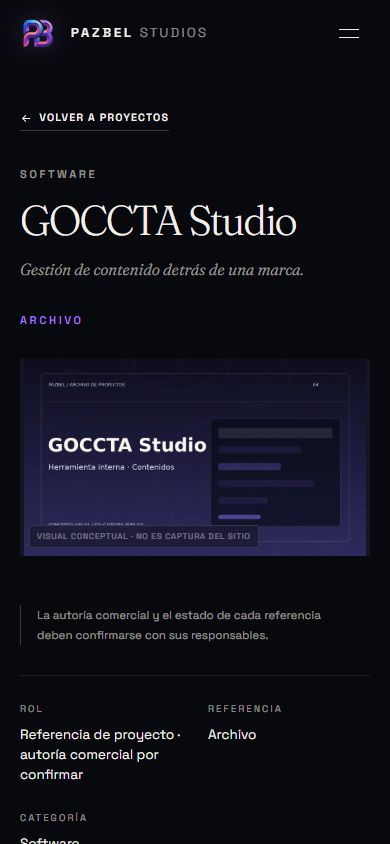 PAZBEL STUDIOS
← VOLVER A PROYECTOS
SOFTWARE
GOCCTA Studio
Gestión de contenido detrás de una marca.
ARCHIVO
PAZBEL / ARCHIVO DE PROYECTOS
04
GOCCTA Studio
Herramienta interna · Contenidos
VISUAL CONCEPTUAL · NO ES CAPTURA DEL SITIO
La autoría comercial y el estado de cada referencia
deben confirmarse con sus responsables.
ROL
REFERENCIA
Referencia de proyecto ·
autoría comercial por
confirmar
Archivo
CATEGORÍA
Software